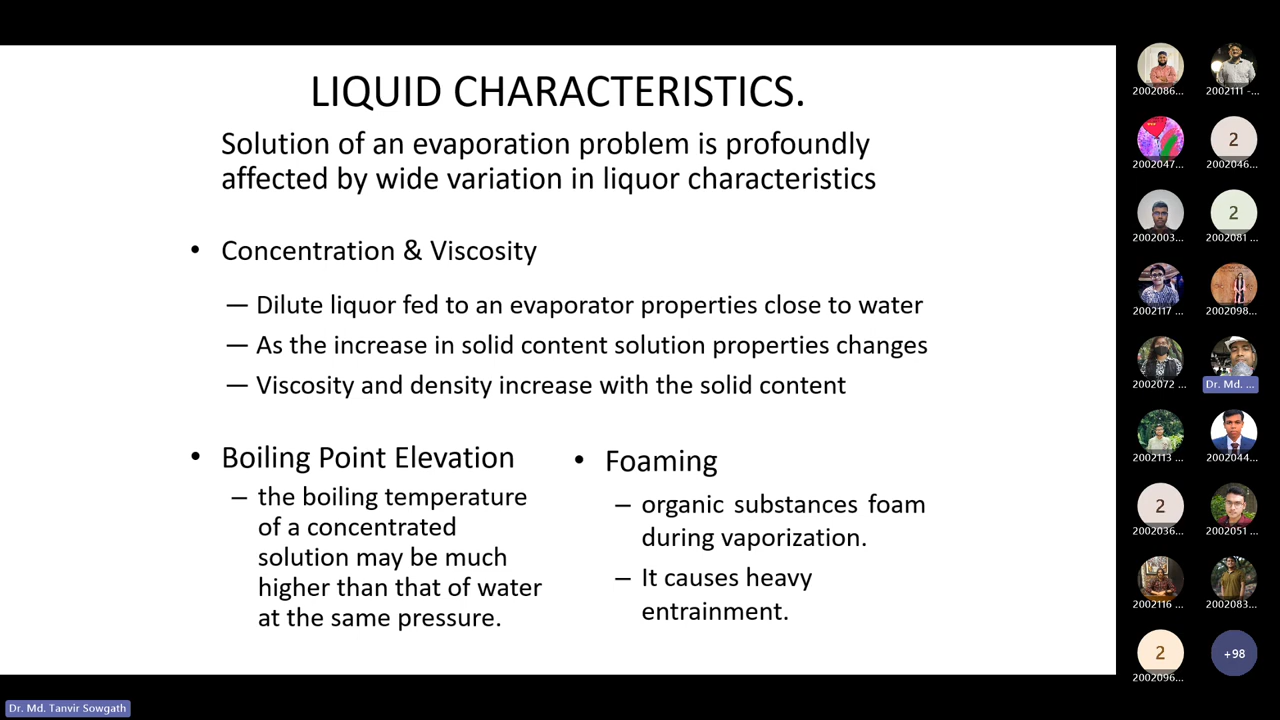 LIQUID CHARACTERISTICS.
Solution of an evaporation problem is profoundly
affected by wide variation in liquor characteristics
• Concentration & Viscosity
— Dilute liquor fed to an evaporator properties close to water
— As the increase in solid content solution properties changes
— Viscosity and density increase with the solid content
• Boiling Point Elevation
– the boiling temperature
of a concentrated
solution may be much
higher than that of water
at the same pressure.
• Foaming
– organic substances foam
during vaporization.
– It causes heavy
entrainment.
2002086...
2002111 -...
2002047...
2
2002046...
2002003...
2
2002081 ...
2002117 ...
2002098...
2002072 ...
Dr. Md. ...
2002113 ...
2002044...
2
2002036...
2002051 ...
2002116 ...
2002083...
2
2002096...
+98
Dr. Md. Tanvir Sowgath